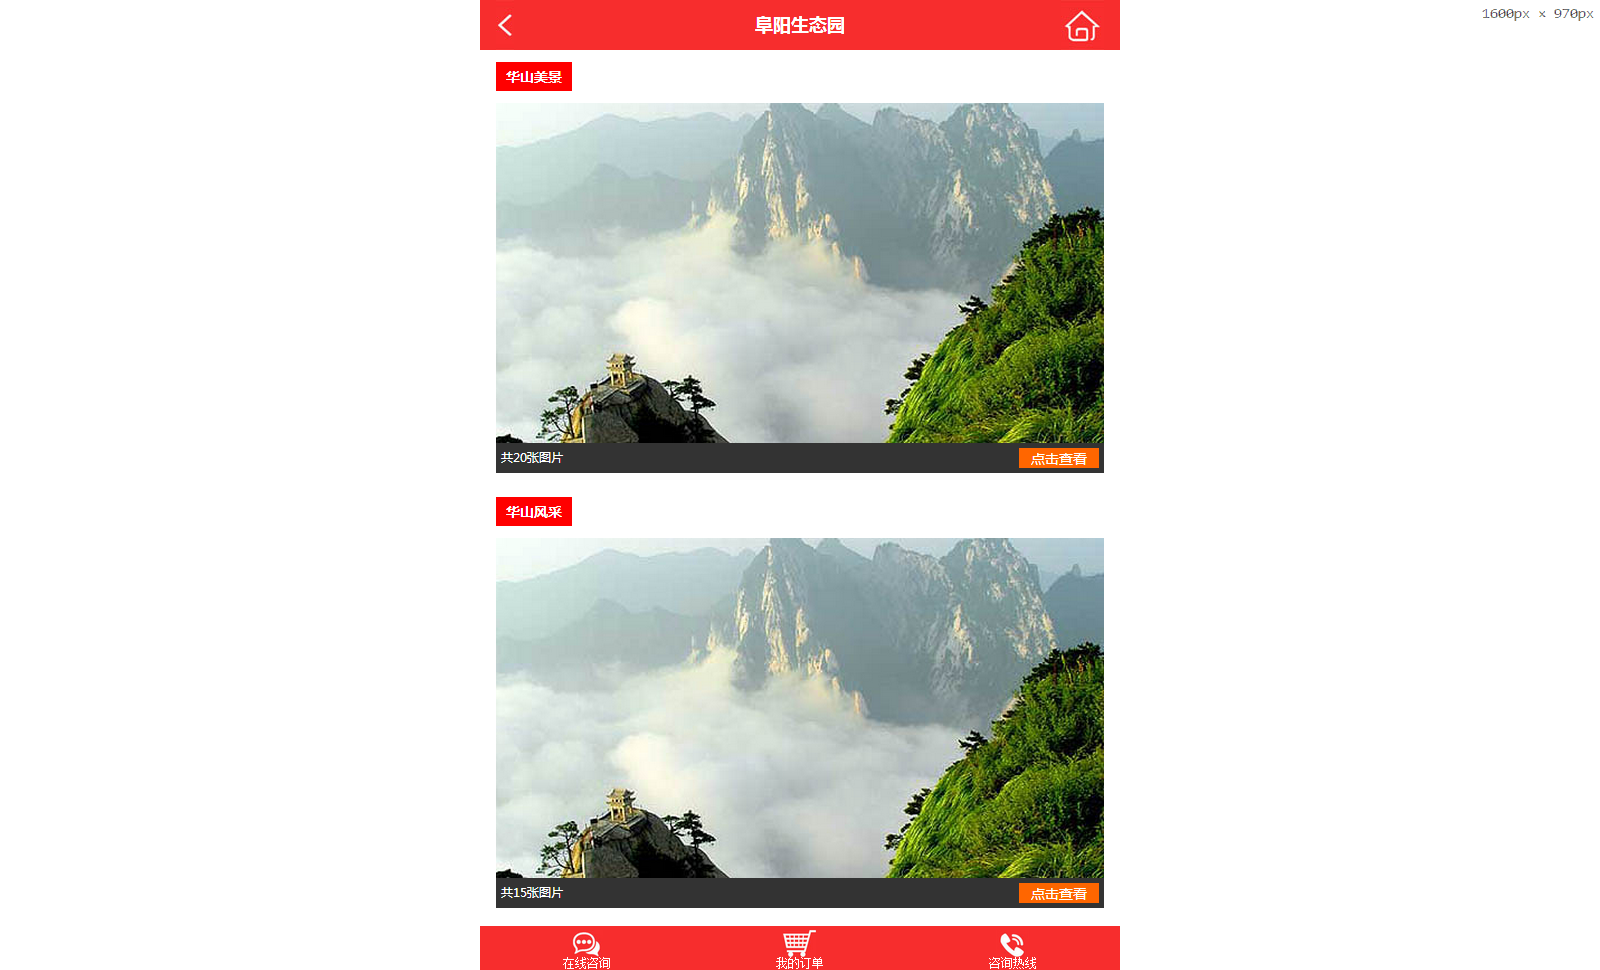 阜阳生态园
1600px × 970px
华山美景
共20张图片
点击查看
华山风采
共15张图片
点击查看
在线咨询
我的订单
咨询热线